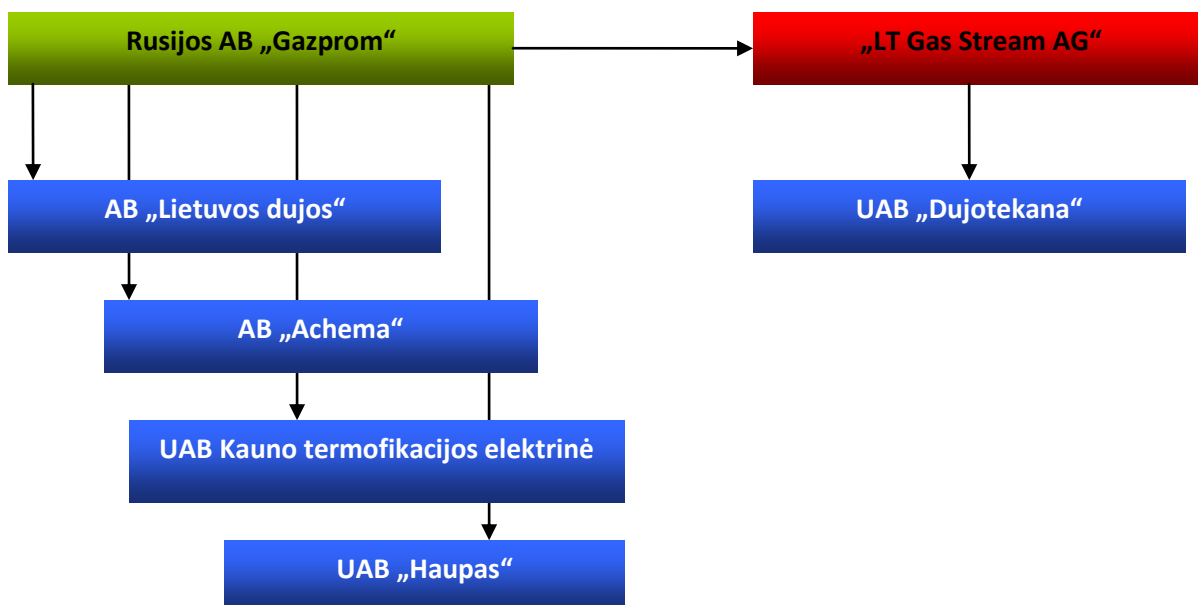 Rusijos AB „Gazprom“
„LT Gas Stream AG“
AB „Lietuvos dujos“
UAB „Dujotekana“
AB „Achema“
UAB Kauno termofikacijos elektrinė
UAB „Haupas“